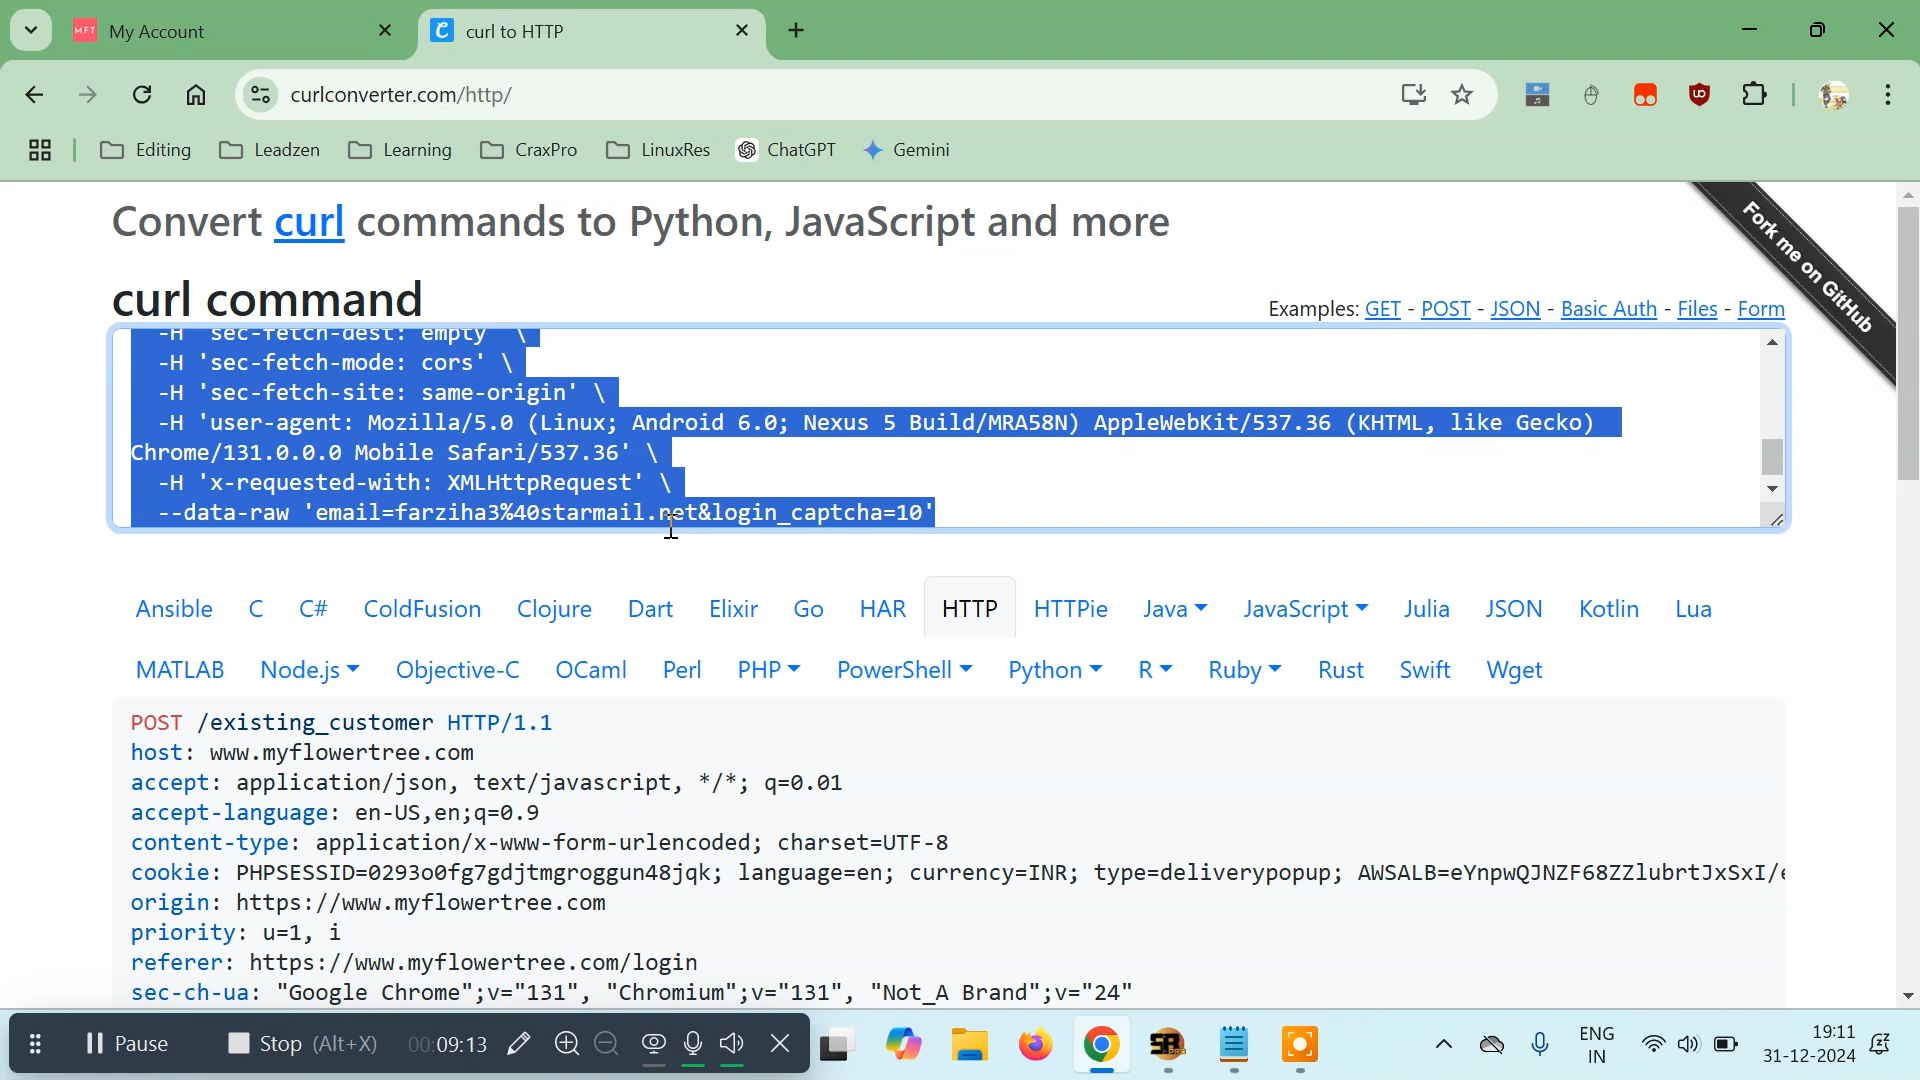 My Account
curl to HTTP
curlconverter.com/http/
Editing Leadzen Learning CraxPro LinuxRes ChatGPT Gemini
Fork me on GitHub
Convert curl commands to Python, JavaScript and more
curl command
Examples: GET - POST - JSON - Basic Auth - Files - Form
-H 'sec-fetch-dest: empty' \
-H 'sec-fetch-mode: cors' \
-H 'sec-fetch-site: same-origin' \
-H 'user-agent: Mozilla/5.0 (Linux; Android 6.0; Nexus 5 Build/MRA58N) AppleWebKit/537.36 (KHTML, like Gecko)
Chrome/131.0.0.0 Mobile Safari/537.36' \
-H 'x-requested-with: XMLHttpRequest' \
--data-raw 'email=farziha3%40starmail.net&login_captcha=10'
Ansible C C# ColdFusion Clojure Dart Elixir Go HAR HTTP HTTPie Java JavaScript Julia JSON Kotlin Lua
MATLAB Node.js Objective-C OCaml Perl PHP PowerShell Python R Ruby Rust Swift Wget
POST /existing_customer HTTP/1.1
host: www.myflowertree.com
accept: application/json, text/javascript, */*; q=0.01
accept-language: en-US,en;q=0.9
content-type: application/x-www-form-urlencoded; charset=UTF-8
cookie: PHPSESSID=0293o0fg7gdjtmgroggun48jqk; language=en; currency=INR; type=deliverypopup; AWSALB=eYnpwQJNZF68ZZlubrtJxSxI/
origin: https://www.myflowertree.com
priority: u=1, i
referer: https://www.myflowertree.com/login
sec-ch-ua: "Google Chrome";v="131", "Chromium";v="131", "Not_A Brand";v="24"
Pause Stop (Alt+X) 00:09:13
ENG
IN
19:11
31-12-2024